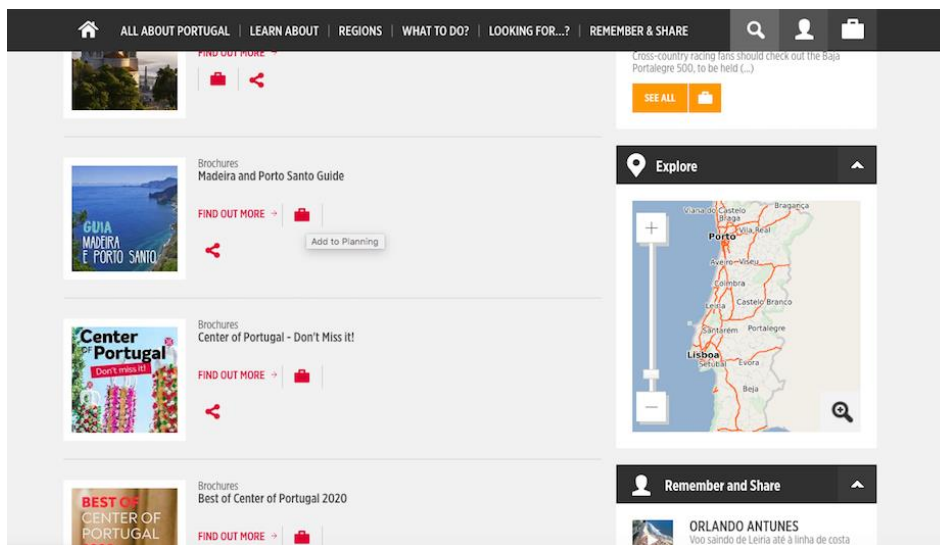 ALL ABOUT PORTUGAL | LEARN ABOUT | REGIONS | WHAT TO DO? | LOOKING FOR...? | REMEMBER & SHARE
FIND OUT MORE
Brochures
Madeira and Porto Santo Guide
FIND OUT MORE
Add to Planning
GUIA
MADEIRA
E PORTO SANTO
Brochures
Center of Portugal - Don't Miss it!
FIND OUT MORE
Center
OF Portugal
Don't miss it!
Brochures
Best of Center of Portugal 2020
FIND OUT MORE
BEST OF
CENTER OF
PORTUGAL
Cross-country racing fans should check out the Baja
Portalegre 500, to be held (...)
SEE ALL
Explore
Viana do Castelo
Bragança
Braga
Vila Real
Porto
Aveiro
Viseu
Coimbra
Leiria
Castelo Branco
Santarém
Portalegre
Lisboa
Setúbal
Evora
Beja
Remember and Share
ORLANDO ANTUNES
Voo saindo de Leiria até à linha de costa